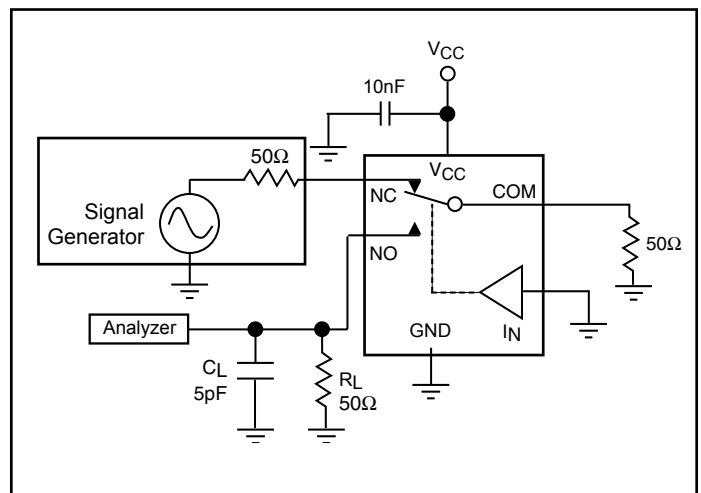 VCC
10nF
50Ω
VCC
NC
COM
Signal
Generator
NO
50Ω
Analyzer
GND
IN
CL
5pF
RL
50Ω